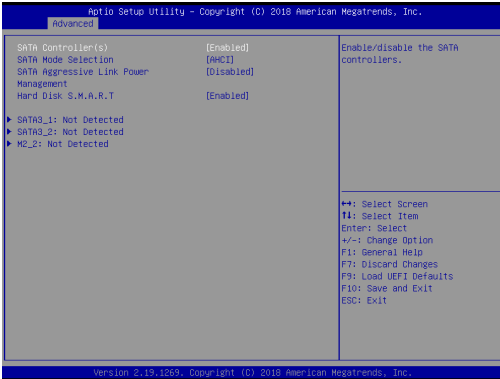 Aptio Setup Utility – Copyright (C) 2018 American Megatrends, Inc.
Advanced
SATA Controller(s) [Enabled]
SATA Mode Selection [AHCI]
SATA Aggressive Link Power [Disabled]
Management
Hard Disk S.M.A.R.T [Enabled]
SATA3_1: Not Detected
SATA3_2: Not Detected
M2_2: Not Detected
Enable/disable the SATA
controllers.
↔: Select Screen
↑↓: Select Item
Enter: Select
+/-: Change Option
F1: General Help
F7: Discard Changes
F9: Load UEFI Defaults
F10: Save and Exit
ESC: Exit
Version 2.19.1269. Copyright (C) 2018 American Megatrends, Inc.